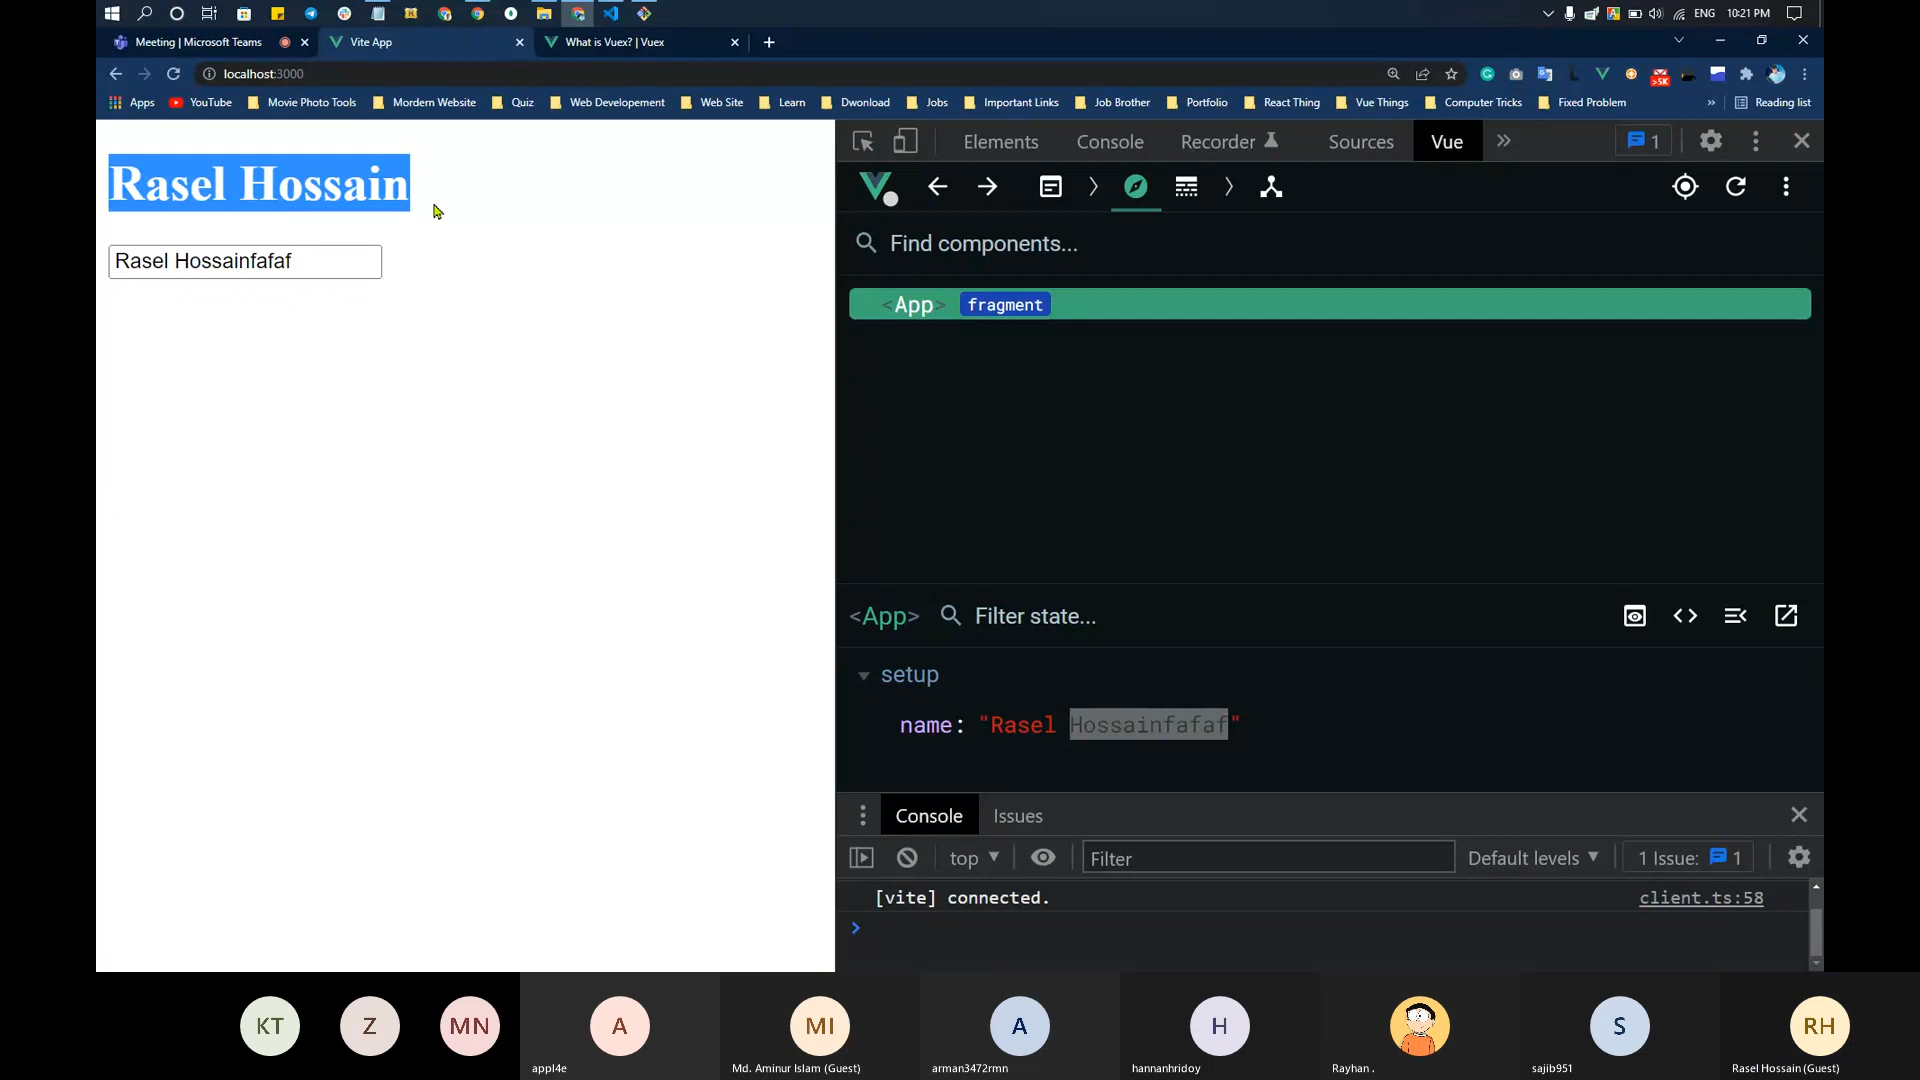 ENG 10:21 PM
Meeting | Microsoft Teams Vite App What is Vuex? | Vuex
localhost:3000
>5K
Apps YouTube Movie Photo Tools Mordern Website Quiz Web Developement Web Site Learn Dwonload Jobs Important Links Job Brother Portfolio React Thing Vue Things Computer Tricks Fixed Problem » Reading list
Rasel Hossain
Rasel Hossainfafaf
Elements Console Recorder Sources Vue » 1
Find components...
<App> fragment
<App> Filter state...
setup
name: "Rasel Hossainfafaf"
Console Issues
top Filter Default levels 1 Issue: 1
[vite] connected. client.ts:58
>
KT Z MN A MI A H S RH
appl4e Md. Aminur Islam (Guest) arman3472rmn hannanhridoy Rayhan . sajib951 Rasel Hossain (Guest)